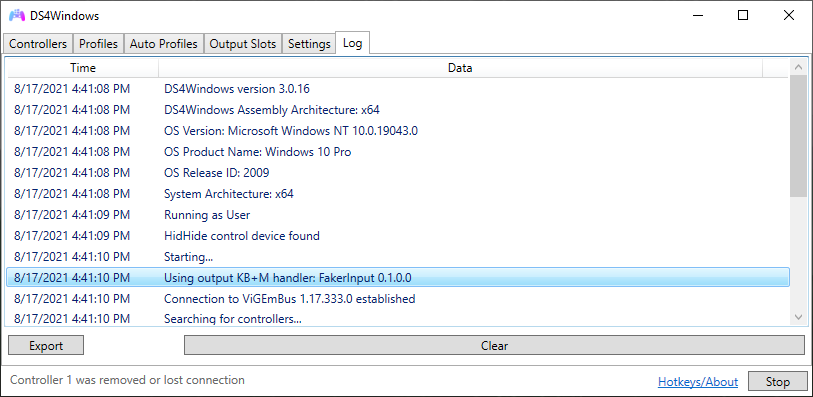 DS4Windows
Controllers Profiles Auto Profiles Output Slots Settings Log
Time Data
8/17/2021 4:41:08 PM DS4Windows version 3.0.16
8/17/2021 4:41:08 PM DS4Windows Assembly Architecture: x64
8/17/2021 4:41:08 PM OS Version: Microsoft Windows NT 10.0.19043.0
8/17/2021 4:41:08 PM OS Product Name: Windows 10 Pro
8/17/2021 4:41:08 PM OS Release ID: 2009
8/17/2021 4:41:08 PM System Architecture: x64
8/17/2021 4:41:09 PM Running as User
8/17/2021 4:41:09 PM HidHide control device found
8/17/2021 4:41:10 PM Starting...
8/17/2021 4:41:10 PM Using output KB+M handler: FakerInput 0.1.0.0
8/17/2021 4:41:10 PM Connection to ViGEmBus 1.17.333.0 established
8/17/2021 4:41:10 PM Searching for controllers...
Export Clear
Controller 1 was removed or lost connection Hotkeys/About Stop